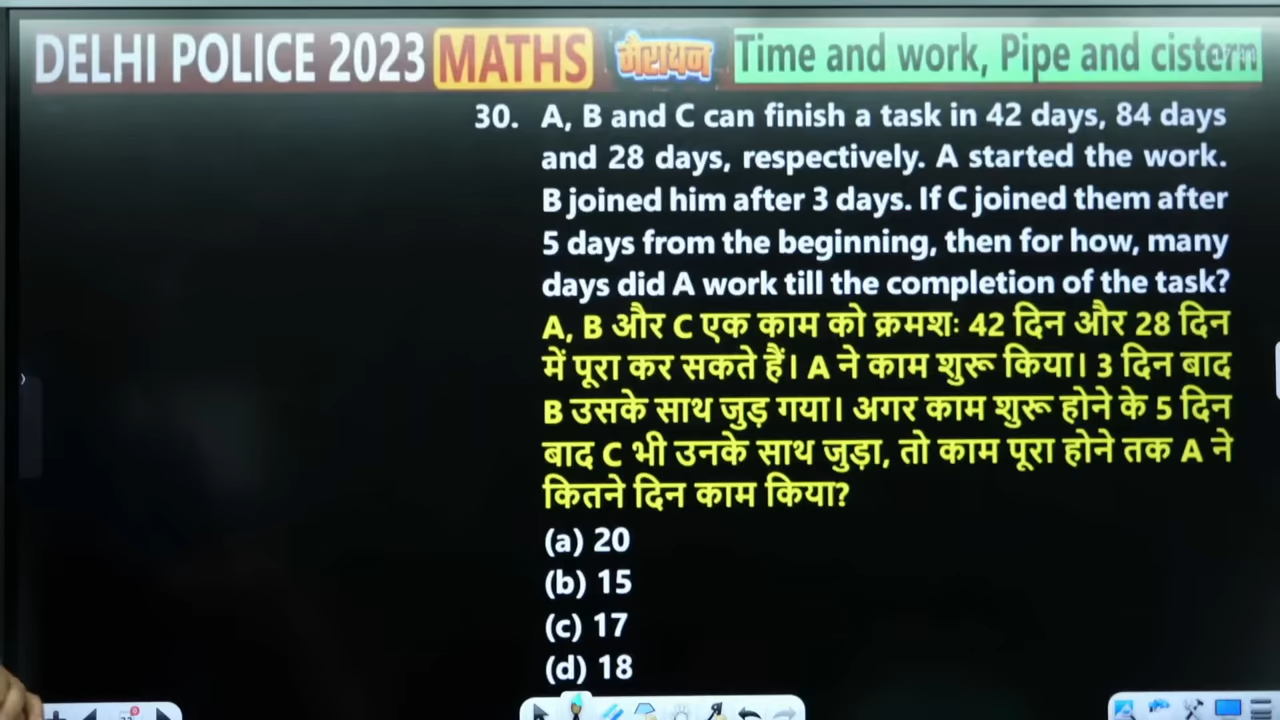 DELHI POLICE 2023 MATHS मैराथन Time and work, Pipe and cistern
30. A, B and C can finish a task in 42 days, 84 days
and 28 days, respectively. A started the work.
B joined him after 3 days. If C joined them after
5 days from the beginning, then for how, many
days did A work till the completion of the task?
A, B और C एक काम को क्रमशः 42 दिन और 28 दिन
में पूरा कर सकते हैं। A ने काम शुरू किया। 3 दिन बाद
B उसके साथ जुड़ गया। अगर काम शुरू होने के 5 दिन
बाद C भी उनके साथ जुड़ा, तो काम पूरा होने तक A ने
कितने दिन काम किया?
(a) 20
(b) 15
(c) 17
(d) 18